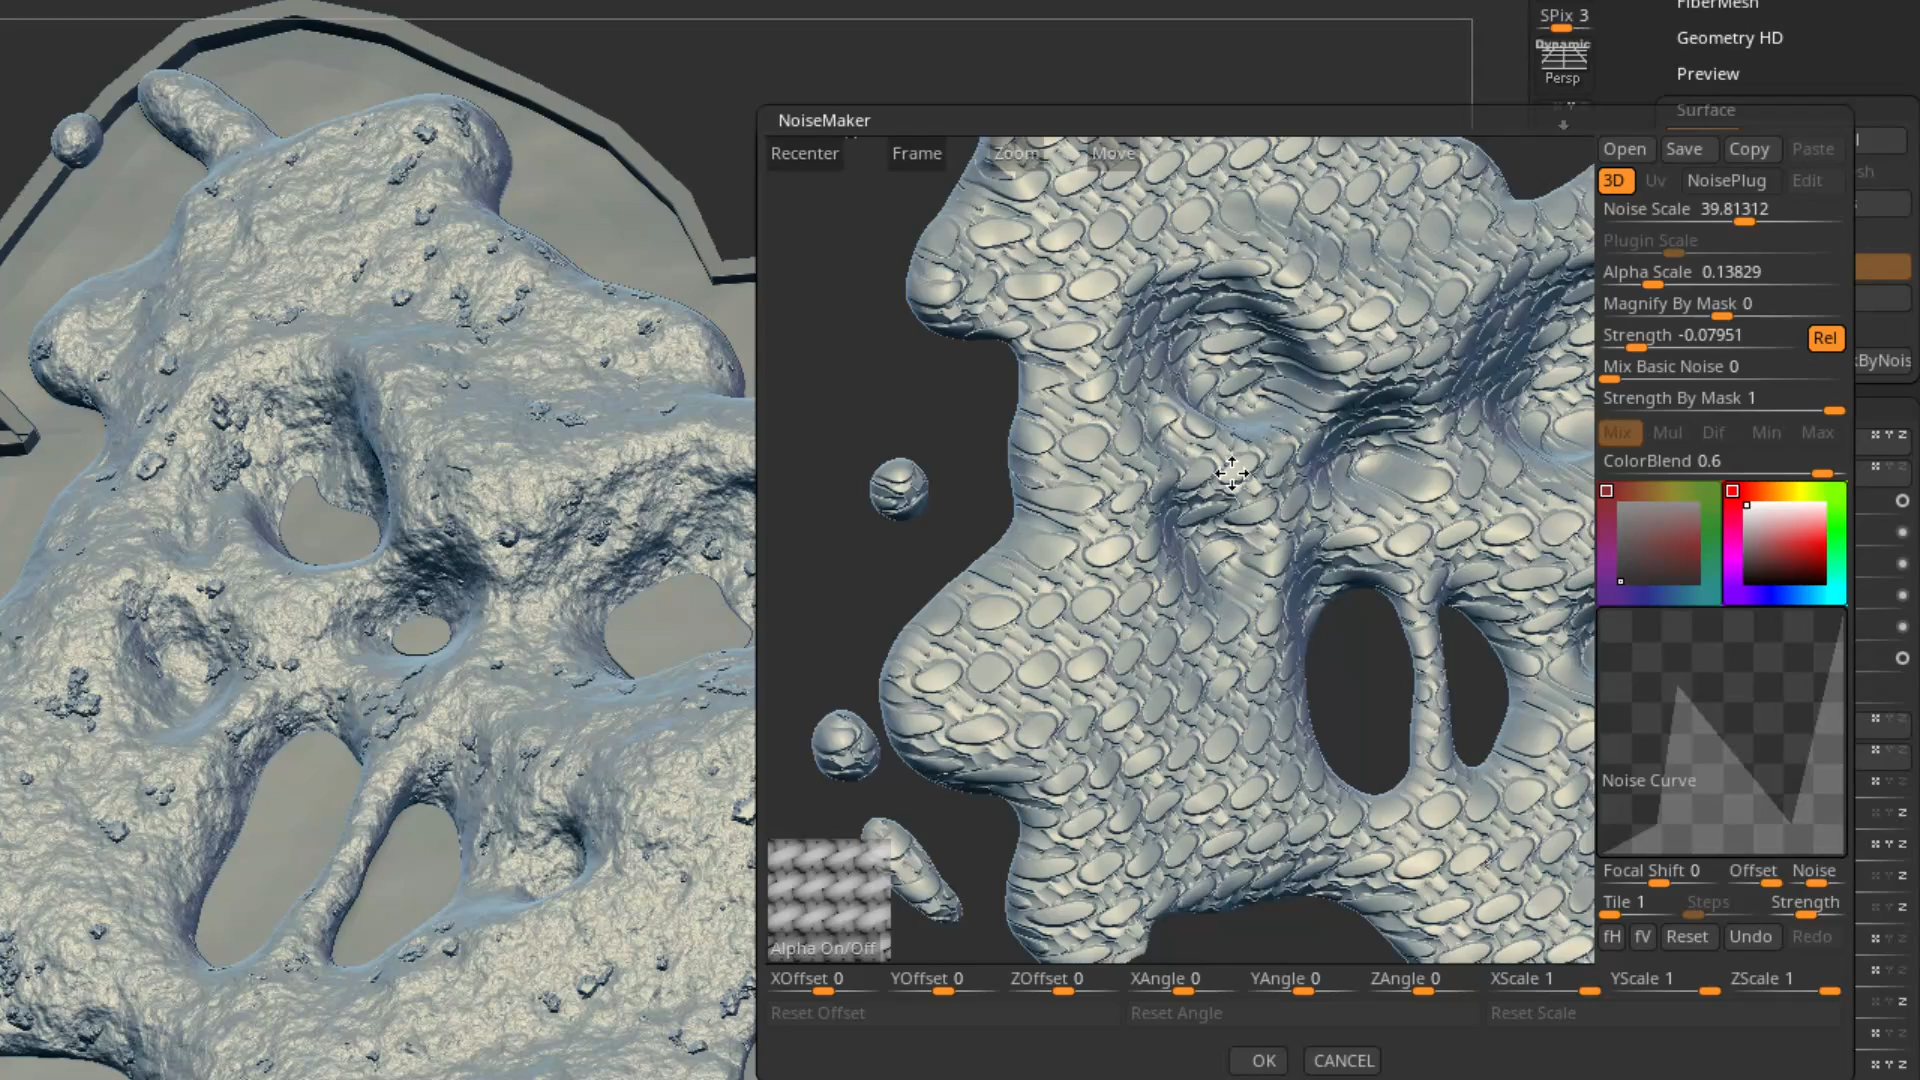 SPix 3
FiberMesh
Geometry HD
Dynamic
Persp
Preview
Surface
NoiseMaker
Recenter
Frame
Zoom
Move
Open
Save
Copy
Paste
3D
Uv
NoisePlug
Edit
Noise Scale 39.81312
Plugin Scale
Alpha Scale 0.13829
Magnify By Mask 0
Strength -0.07951
Rel
Mix Basic Noise 0
Strength By Mask 1
Mix
Mul
Dif
Min
Max
ColorBlend 0.6
Noise Curve
Focal Shift 0
Offset
Noise
Tile 1
Steps
Strength
fH
fV
Reset
Undo
Redo
Alpha On/Off
XOffset 0
YOffset 0
ZOffset 0
XAngle 0
YAngle 0
ZAngle 0
XScale 1
YScale 1
ZScale 1
Reset Offset
Reset Angle
Reset Scale
OK
CANCEL